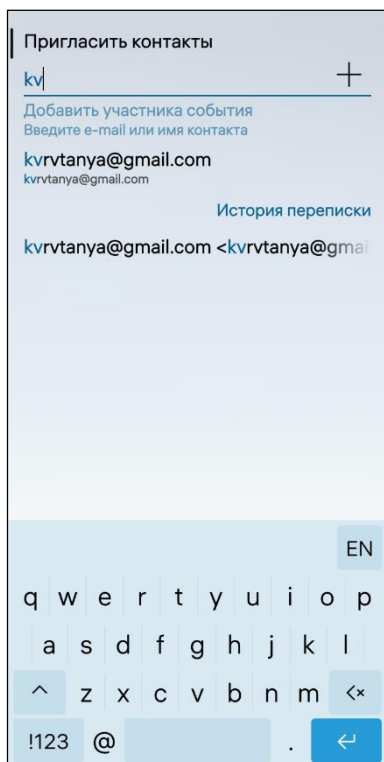 Пригласить контакты
kv
Добавить участника события
Введите e-mail или имя контакта
kvrvtanya@gmail.com
kvrvtanya@gmail.com
История переписки
kvrvtanya@gmail.com <kvrvtanya@gmai
EN
q w e r t y u i o p
a s d f g h j k l
z x c v b n m
!123 @ .